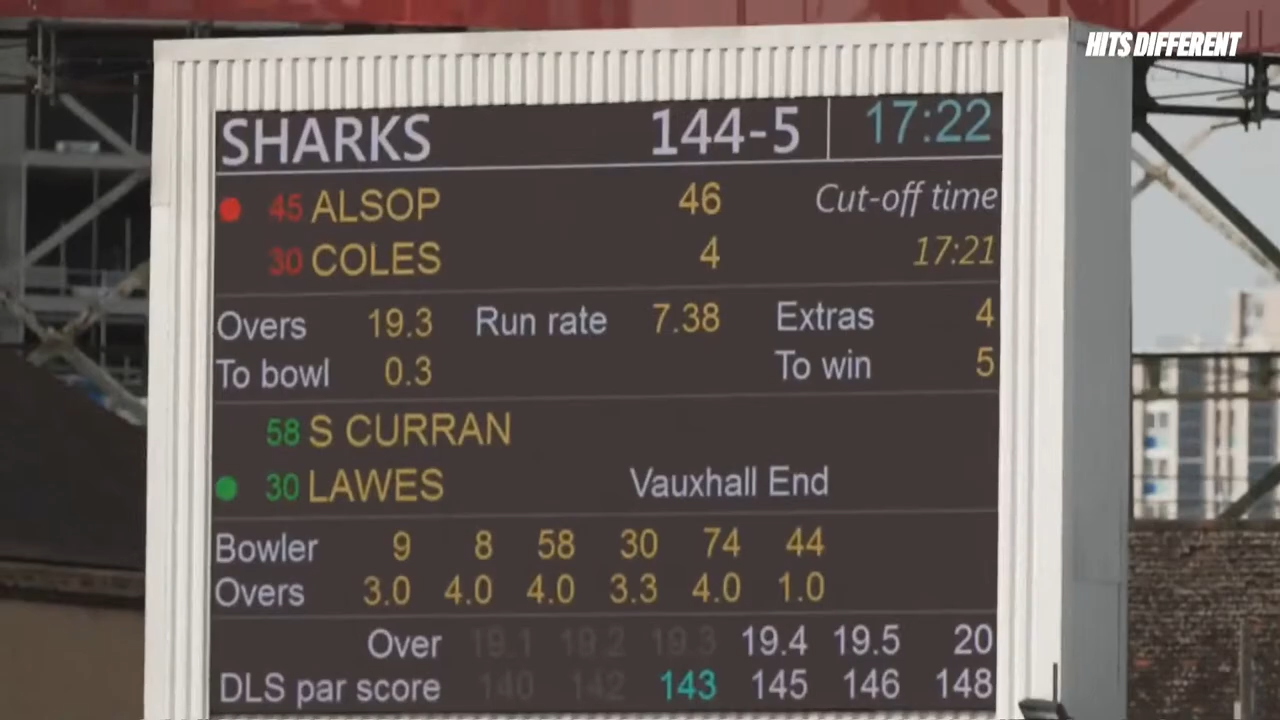 HITS DIFFERENT
SHARKS 144-5 17:22
45 ALSOP 46 Cut-off time
30 COLES 4 17:21
Overs 19.3 Run rate 7.38 Extras 4
To bowl 0.3 To win 5
58 S CURRAN
30 LAWES Vauxhall End
Bowler 9 8 58 30 74 44
Overs 3.0 4.0 4.0 3.3 4.0 1.0
Over 19.1 19.2 19.3 19.4 19.5 20
DLS par score 140 142 143 145 146 148